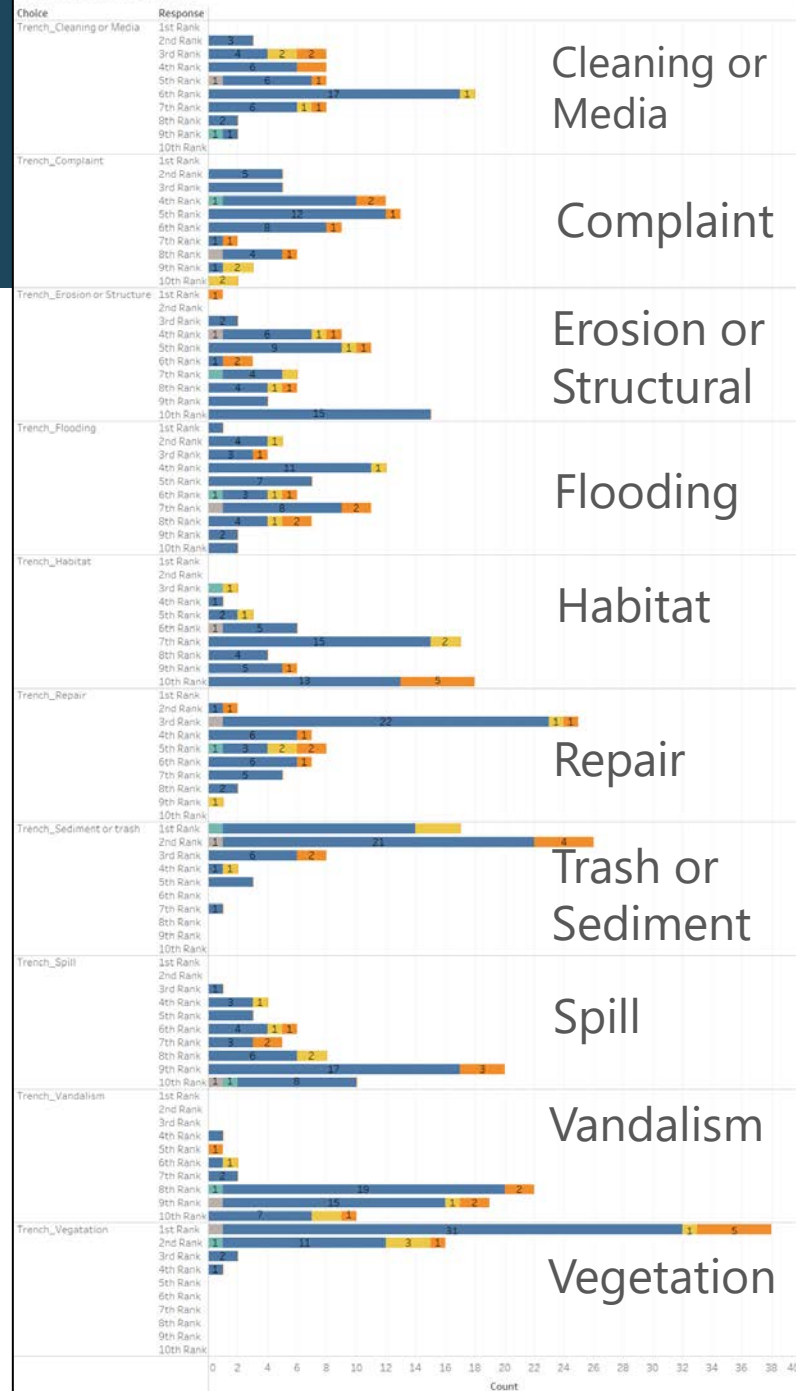 Choice Response
Trench_Cleaning or Media 1st Rank
2nd Rank 3
3rd Rank 4 2 2
4th Rank 6
5th Rank 1 6 1
6th Rank 17 1
7th Rank 6 1 1
8th Rank 2
9th Rank 1 1
10th Rank
Cleaning or
Media
Trench_Complaint 1st Rank
2nd Rank 5
3rd Rank
4th Rank 1 2
5th Rank 12 1
6th Rank 8 1
7th Rank 1 1
8th Rank 4 1
9th Rank 1 2
10th Rank 2
Complaint
Trench_Erosion or Structure 1st Rank 1
2nd Rank
3rd Rank 2
4th Rank 1 6 1 1
5th Rank 9 1 1
6th Rank 1 2
7th Rank 4
8th Rank 4 1 1
9th Rank
10th Rank 15
Erosion or
Structural
Trench_Flooding 1st Rank
2nd Rank 4 1
3rd Rank 3 1
4th Rank 11 1
5th Rank 7
6th Rank 1 3 1 1
7th Rank 8 2
8th Rank 4 1 2
9th Rank 2
10th Rank
Flooding
Trench_Habitat 1st Rank
2nd Rank
3rd Rank 1
4th Rank 1
5th Rank 2 1
6th Rank 1 5
7th Rank 15 2
8th Rank 4
9th Rank 5 1
10th Rank 13 5
Habitat
Trench_Repair 1st Rank
2nd Rank 1 1
3rd Rank 22 1 1
4th Rank 6 1
5th Rank 1 3 2 2
6th Rank 6 1
7th Rank 5
8th Rank 2
9th Rank 1
10th Rank
Repair
Trench_Sediment or trash 1st Rank
2nd Rank 1 21 4
3rd Rank 6 2
4th Rank 1 1
5th Rank
6th Rank
7th Rank 1
8th Rank
9th Rank
10th Rank
Trash or
Sediment
Trench_Spill 1st Rank
2nd Rank
3rd Rank 1
4th Rank 3 1
5th Rank
6th Rank 4 1 1
7th Rank 3 2
8th Rank 6 2
9th Rank 17 3
10th Rank 1 1 8
Spill
Trench_Vandalism 1st Rank
2nd Rank
3rd Rank
4th Rank
5th Rank 1
6th Rank 1
7th Rank 2
8th Rank 1 19 2
9th Rank 15 1 2
10th Rank 7 1
Vandalism
Trench_Vegatation 1st Rank 31 1 5
2nd Rank 1 11 3 1
3rd Rank 2
4th Rank 1
5th Rank
6th Rank
7th Rank
8th Rank
9th Rank
10th Rank
Vegetation
0 2 4 6 8 10 12 14 16 18 20 22 24 26 28 30 32 34 36 38 40
Count